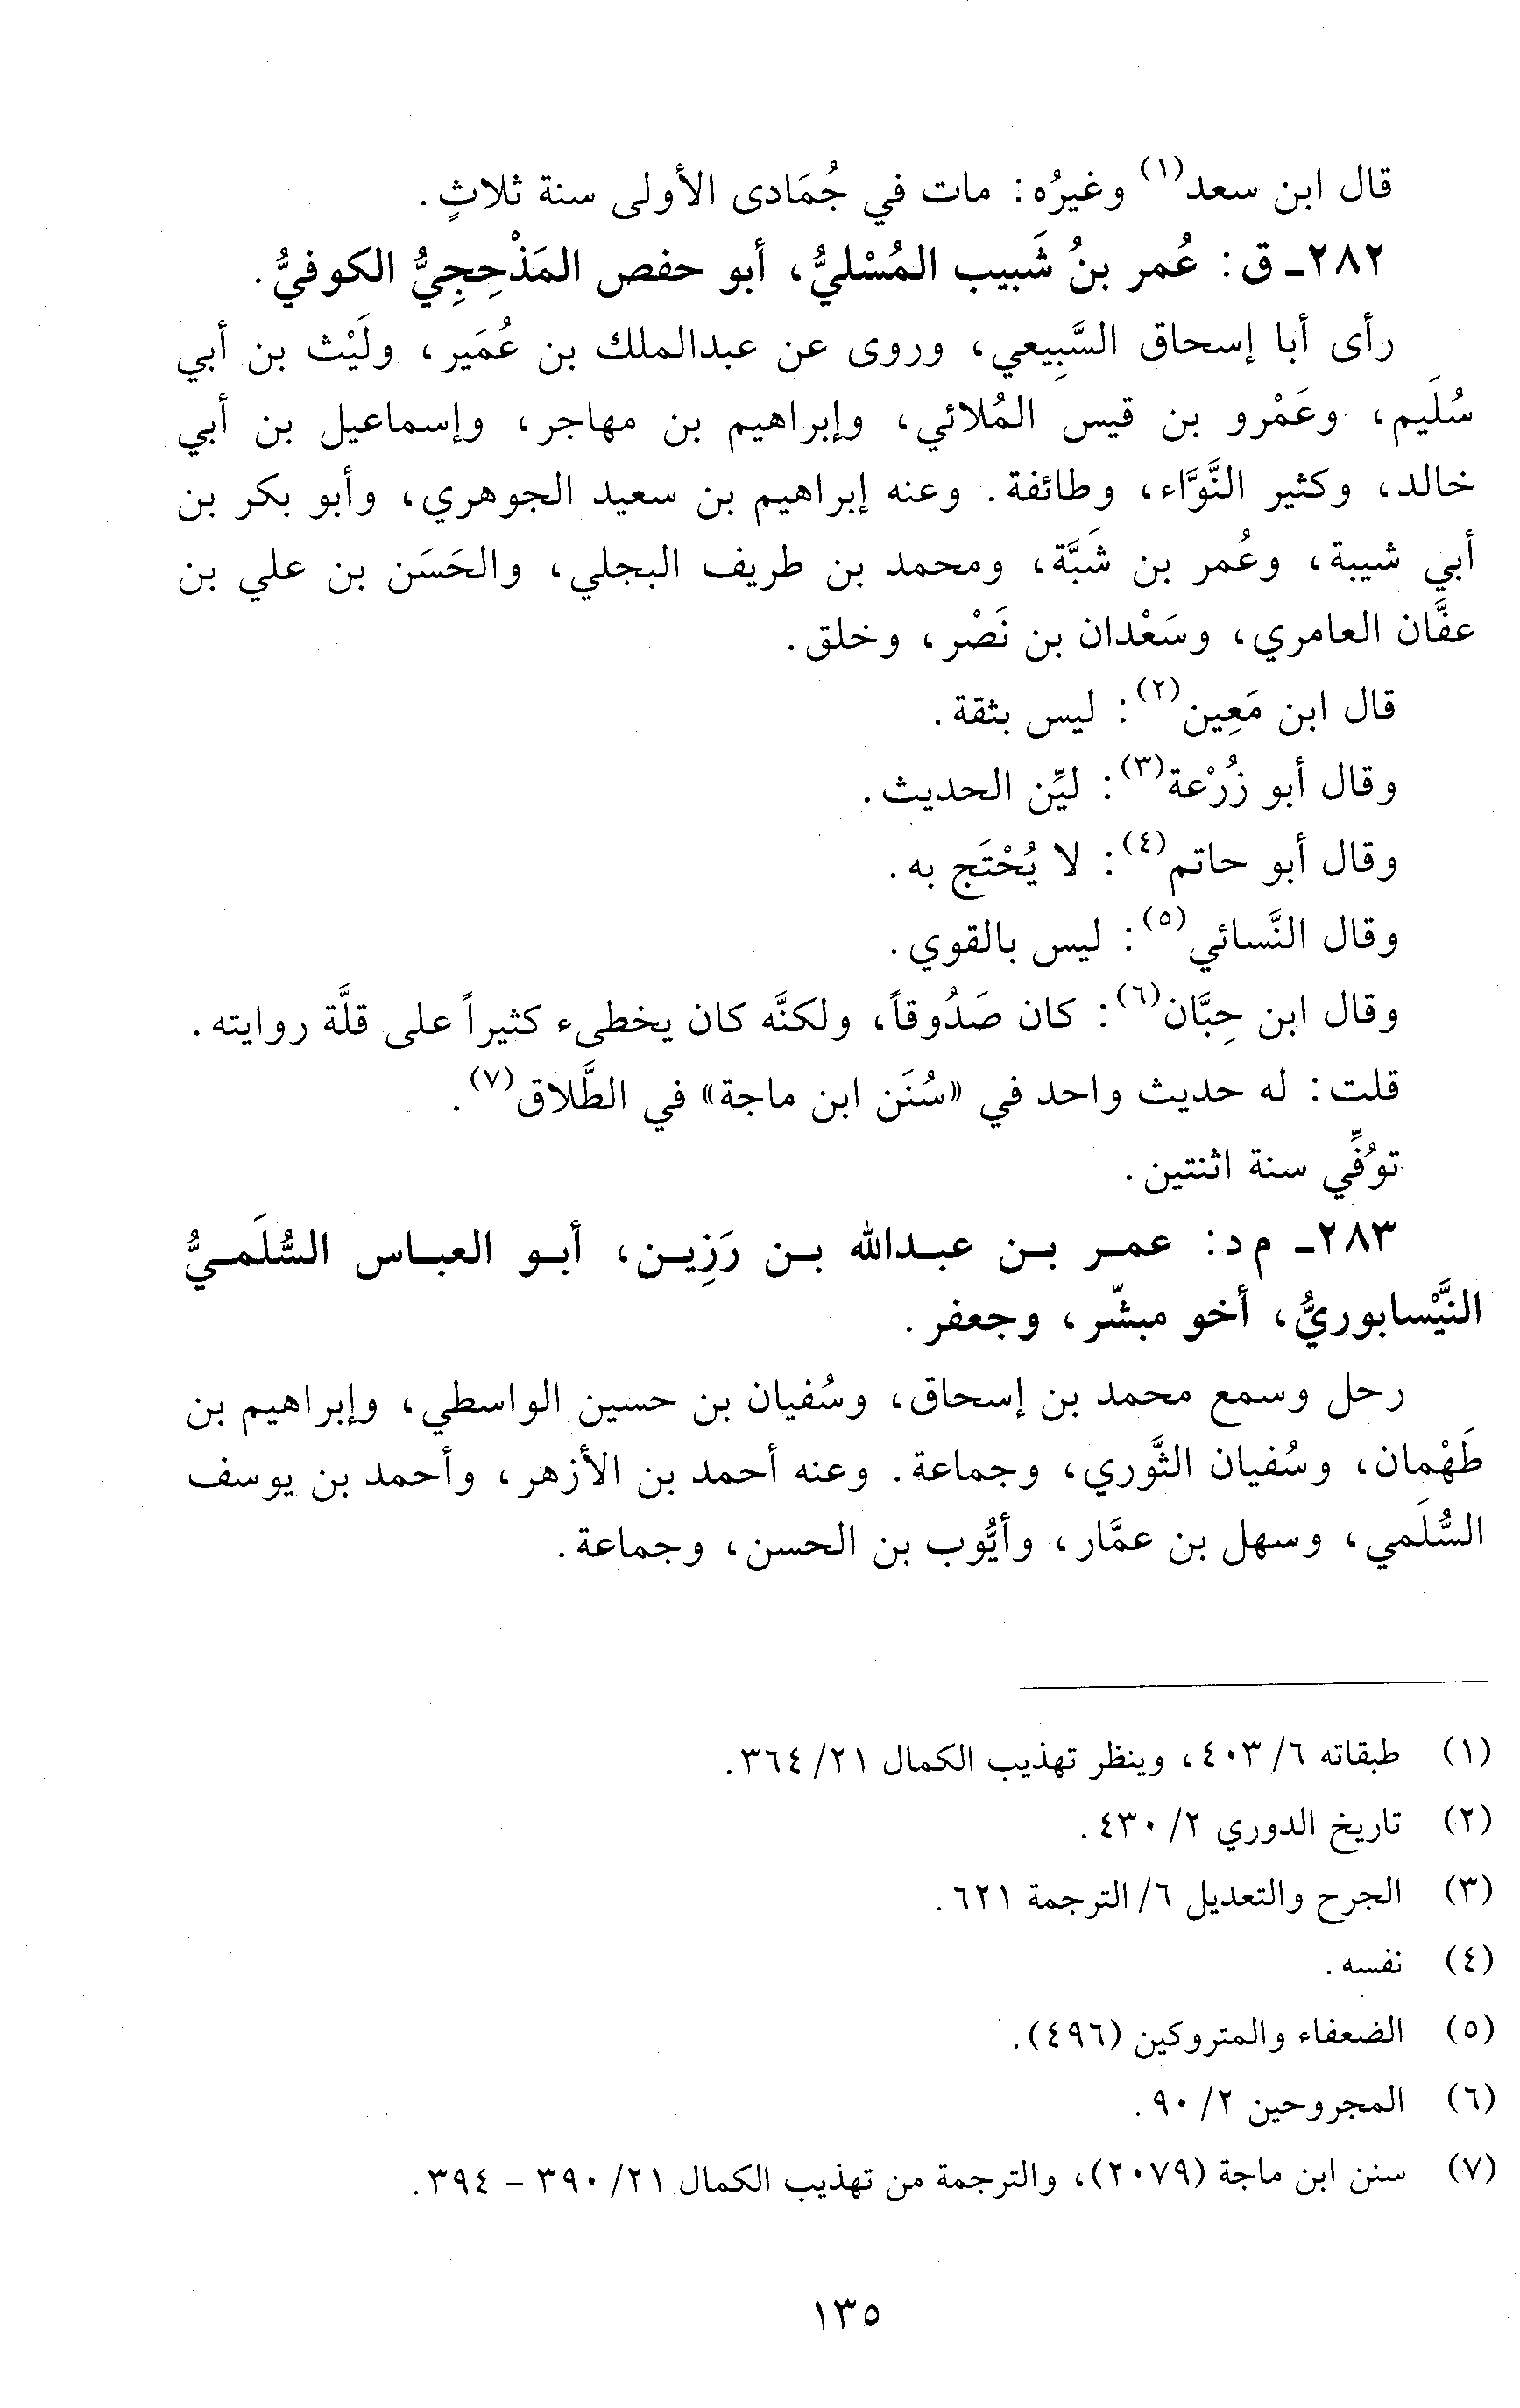 قال ابن سعد(١) وغيرُه: مات في جُمَادى الأولى سنة ثلاثٍ.
٢٨٢ـ ق: عُمر بنُ شَبيب المُسْليُّ، أبو حفص المَذْحِجِيُّ الكوفيُّ.
رأى أبا إسحاق السَّبِيعي، وروى عن عبدالملك بن عُمَير، ولَيْث بن أبي
سُلَيم، وعَمْرو بن قيس المُلائي، وإبراهيم بن مهاجر، وإسماعيل بن أبي
خالد، وكثير النَّوَّاء، وطائفة. وعنه إبراهيم بن سعيد الجوهري، وأبو بكر بن
أبي شيبة، وعُمر بن شَبَّة، ومحمد بن طريف البجلي، والحَسَن بن علي بن
عفَّان العامري، وسَعْدان بن نَصْر، وخلق.
قال ابن مَعِين(٢): ليس بثقة.
وقال أبو زُرْعة(٣): ليِّن الحديث.
وقال أبو حاتم(٤): لا يُحْتَج به.
وقال النَّسائي(٥): ليس بالقوي.
وقال ابن حِبَّان(٦): كان صَدُوقاً، ولكنَّه كان يخطىء كثيراً على قلَّة روايته.
قلت: له حديث واحد في «سُنَن ابن ماجة» في الطَّلاق(٧).
توُفِّي سنة اثنتين.
٢٨٣ـ م د: عمر بن عبدالله بن رَزِين، أبو العباس السُّلَميُّ
النَّيْسابوريُّ، أخو مبشّر، وجعفر.
رحل وسمع محمد بن إسحاق، وسُفيان بن حسين الواسطي، وإبراهيم بن
طَهْمان، وسُفيان الثَّوري، وجماعة. وعنه أحمد بن الأزهر، وأحمد بن يوسف
السُّلَمي، وسهل بن عمَّار، وأيُّوب بن الحسن، وجماعة.
(١) طبقاته ٦/ ٤٠٣، وينظر تهذيب الكمال ٢١/ ٣٦٤.
(٢) تاريخ الدوري ٢/ ٤٣٠.
(٣) الجرح والتعديل ٦/ الترجمة ٦٢١.
(٤) نفسه.
(٥) الضعفاء والمتروكين (٤٩٦).
(٦) المجروحين ٢/ ٩٠.
(٧) سنن ابن ماجة (٢٠٧٩)، والترجمة من تهذيب الكمال ٢١/ ٣٩٠ – ٣٩٤.
١٣٥